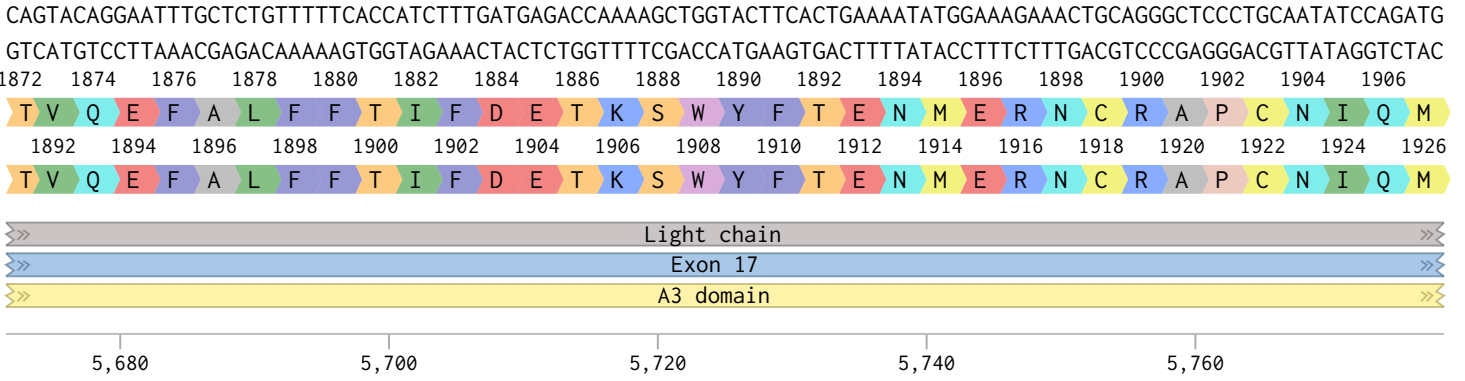 CAGTACAGGAATTTGCTCTGTTTTTCACCATCTTTGATGAGACCAAAAGCTGGTACTTCACTGAAAATATGGAAAGAAACTGCAGGGCTCCCTGCAATATCCAGATG
GTCATGTCCTTAAACGAGACAAAAAGTGGTAGAAACTACTCTGGTTTTCGACCATGAAGTGACTTTTATACCTTTCTTTGACGTCCCGAGGGACGTTATAGGTCTAC
1872 1874 1876 1878 1880 1882 1884 1886 1888 1890 1892 1894 1896 1898 1900 1902 1904 1906
T V Q E F A L F F T I F D E T K S W Y F T E N M E R N C R A P C N I Q M
1892 1894 1896 1898 1900 1902 1904 1906 1908 1910 1912 1914 1916 1918 1920 1922 1924 1926
T V Q E F A L F F T I F D E T K S W Y F T E N M E R N C R A P C N I Q M
Light chain
Exon 17
A3 domain
5,680 5,700 5,720 5,740 5,760